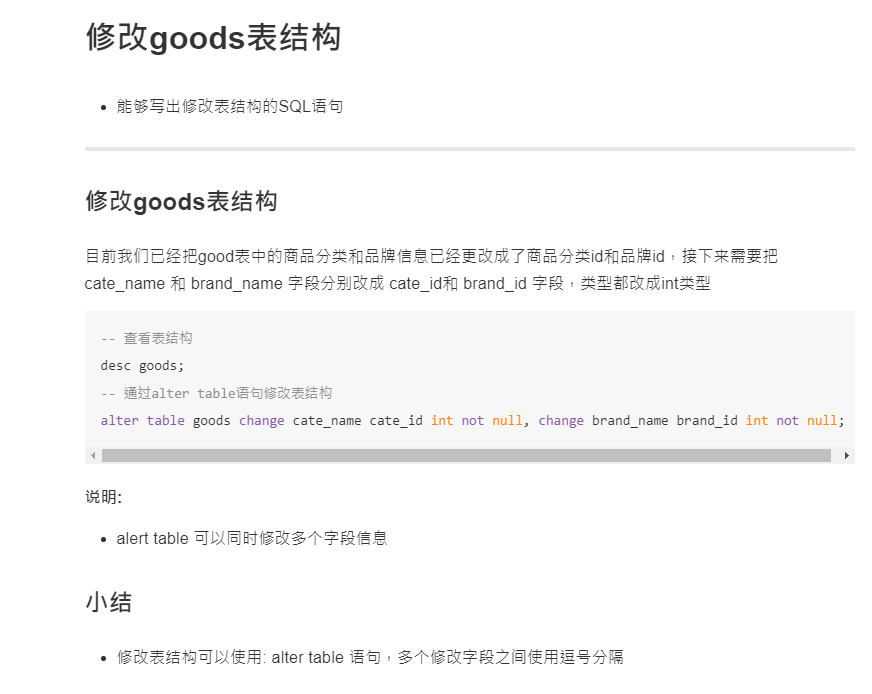 修改goods表结构
能够写出修改表结构的SQL语句
修改goods表结构
目前我们已经把good表中的商品分类和品牌信息已经更改成了商品分类id和品牌id，接下来需要把
cate_name 和 brand_name 字段分别改成 cate_id和 brand_id 字段，类型都改成int类型
-- 查看表结构
desc goods;
-- 通过alter table语句修改表结构
alter table goods change cate_name cate_id int not null, change brand_name brand_id int not null;
说明:
alert table 可以同时修改多个字段信息
小结
修改表结构可以使用: alter table 语句，多个修改字段之间使用逗号分隔